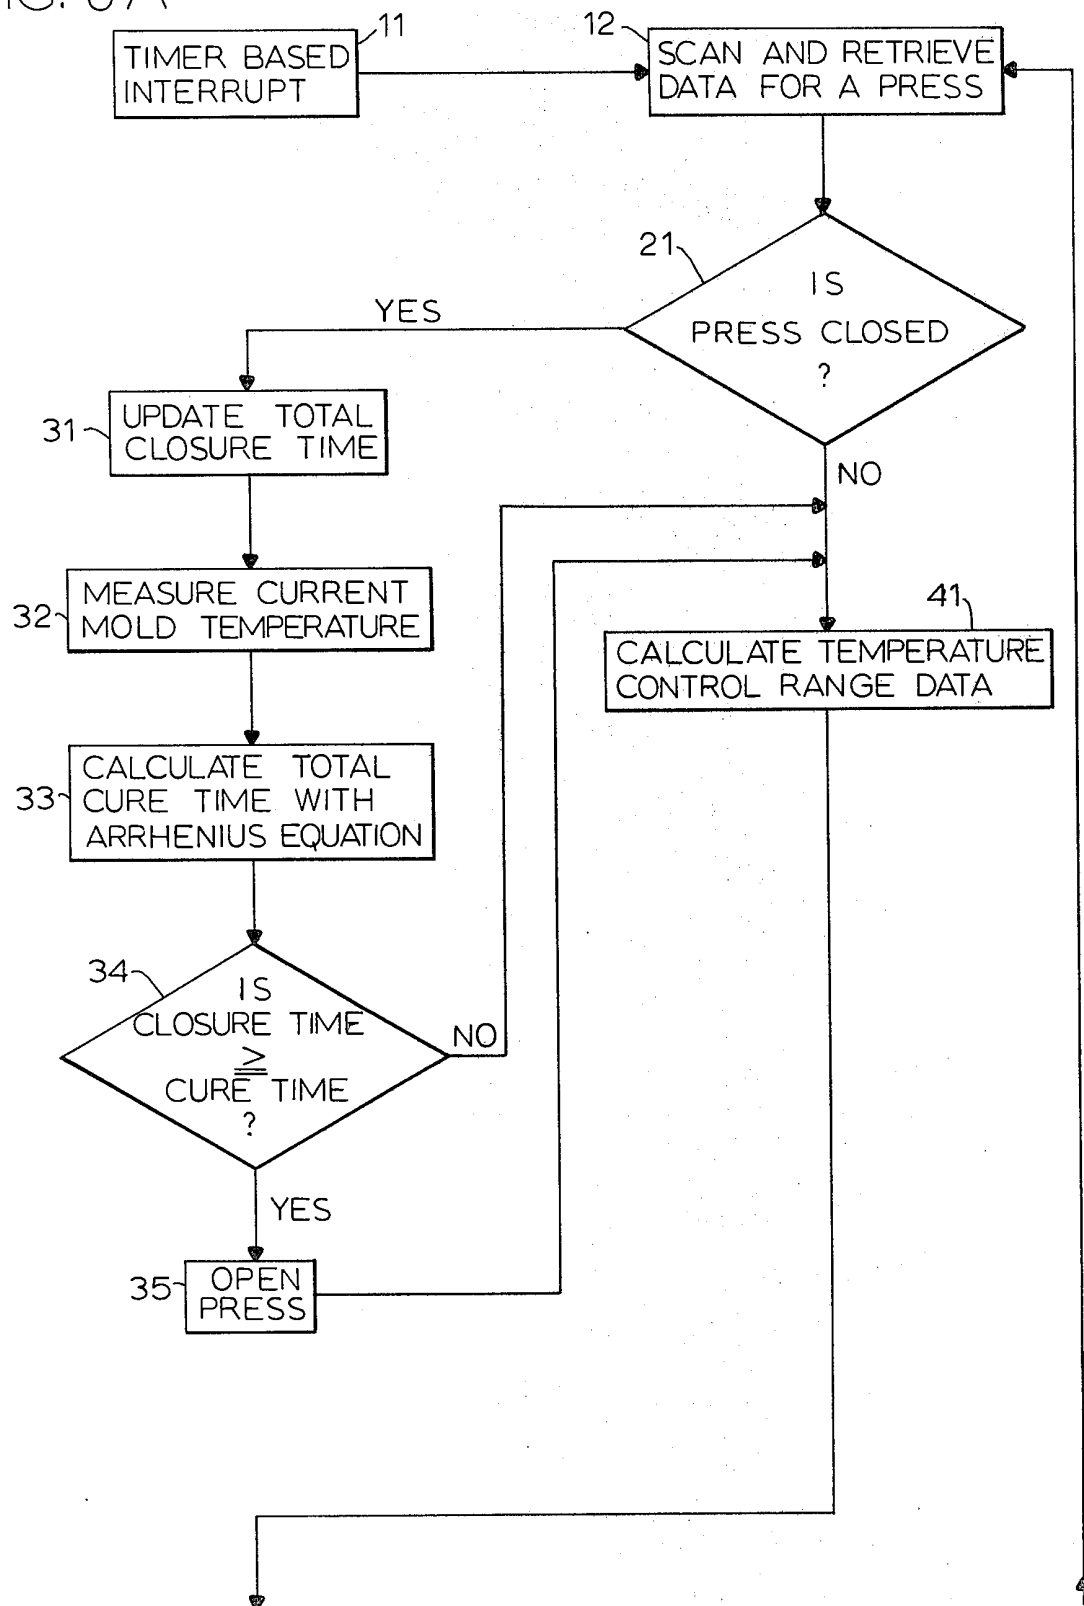 11
TIMER BASED
INTERRUPT
12
SCAN AND RETRIEVE
DATA FOR A PRESS
21
IS
PRESS CLOSED
?
YES
NO
31
UPDATE TOTAL
CLOSURE TIME
32
MEASURE CURRENT
MOLD TEMPERATURE
41
CALCULATE TEMPERATURE
CONTROL RANGE DATA
33
CALCULATE TOTAL
CURE TIME WITH
ARRHENIUS EQUATION
34
IS
CLOSURE TIME
≧
CURE TIME
?
NO
YES
35
OPEN
PRESS